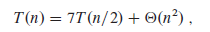 T(n) = 7T(n/2) + Θ(n²) ,